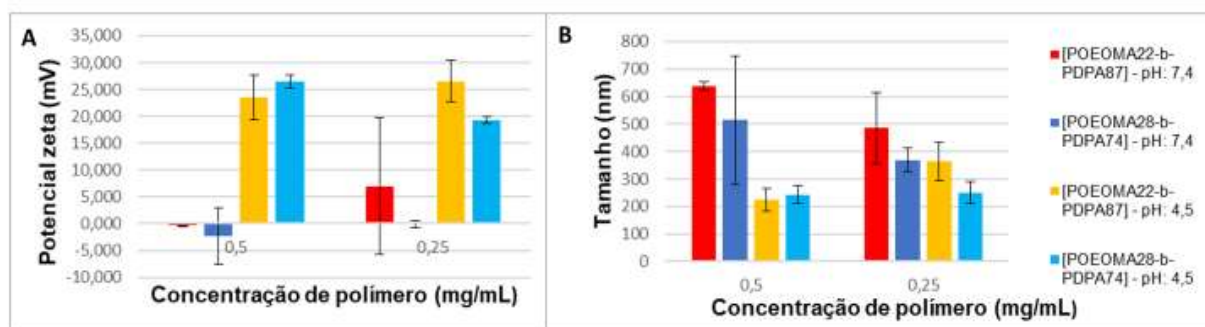 A
Potencial zeta (mV)
35,000
30,000
25,000
20,000
15,000
10,000
5,000
0,000
-5,000
-10,000
0,5
0,25
Concentração de polímero (mg/mL)
B
Tamanho (nm)
800
700
600
500
400
300
200
100
0
0,5
0,25
Concentração de polímero (mg/mL)
[POEOMA22-b-
PDPA87] - pH: 7,4
[POEOMA28-b-
PDPA74] - pH: 7,4
[POEOMA22-b-
PDPA87] - pH: 4,5
[POEOMA28-b-
PDPA74] - pH: 4,5